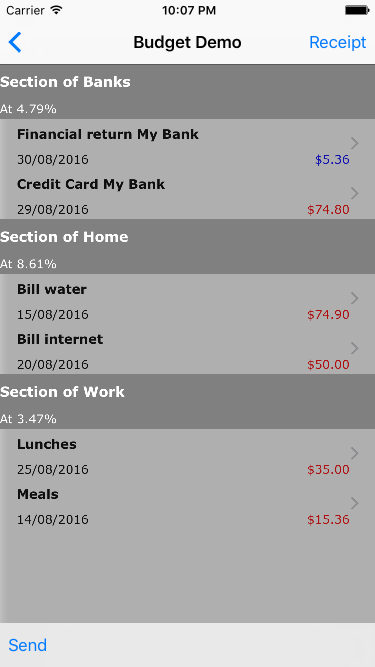 Carrier 10:07 PM
Budget Demo Receipt
Section of Banks
At 4.79%
Financial return My Bank
30/08/2016 $5.36
Credit Card My Bank
29/08/2016 $74.80
Section of Home
At 8.61%
Bill water
15/08/2016 $74.90
Bill internet
20/08/2016 $50.00
Section of Work
At 3.47%
Lunches
25/08/2016 $35.00
Meals
14/08/2016 $15.36
Send